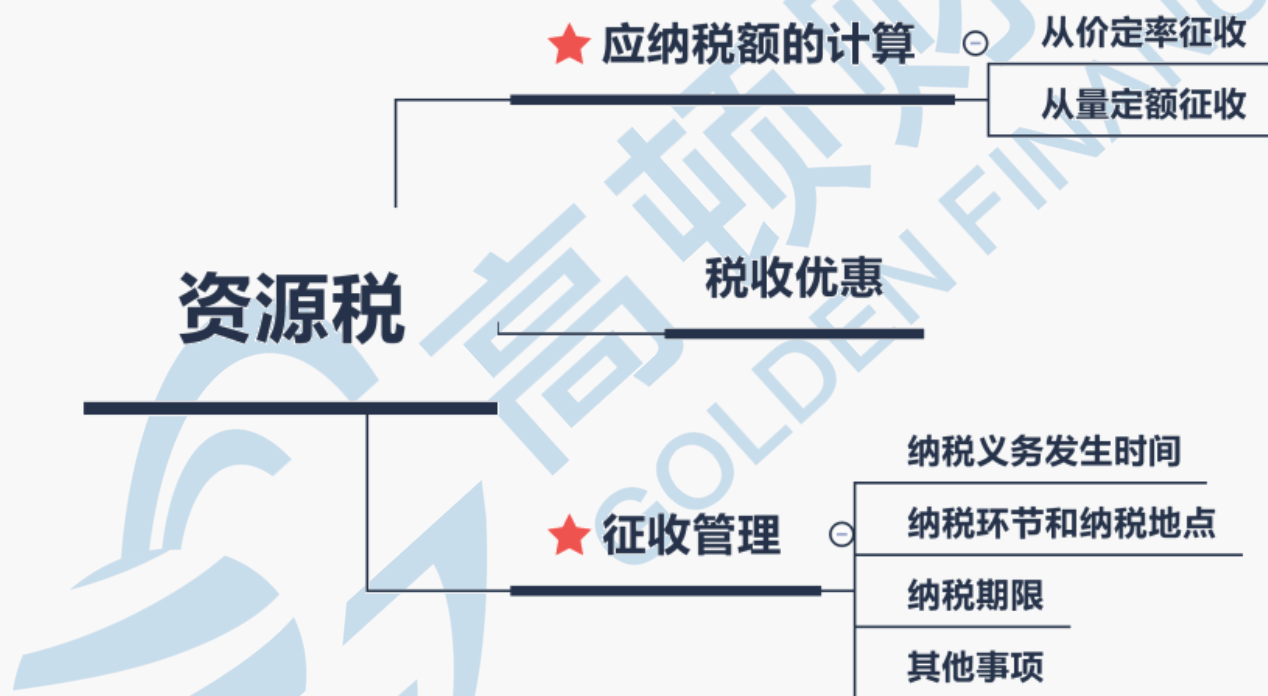 应纳税额的计算
从价定率征收
从量定额征收
资源税
税收优惠
征收管理
纳税义务发生时间
纳税环节和纳税地点
纳税期限
其他事项
高顿财
GOLDEN FINANC